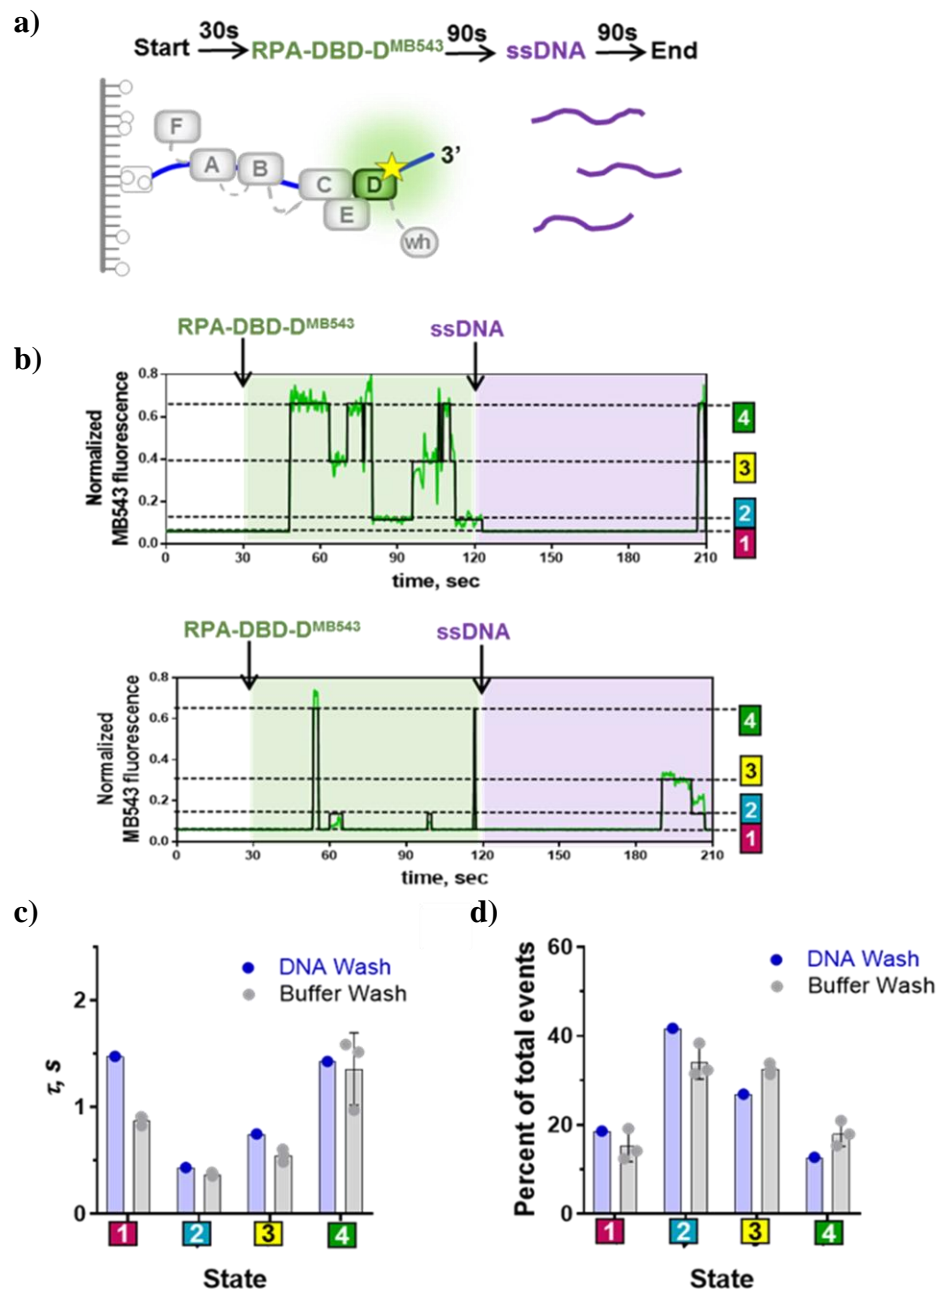 a)
Start 30s RPA-DBD-D^MB543 90s ssDNA 90s End
F
A B C D 3’
E
wh
b)
RPA-DBD-D^MB543 ssDNA
Normalized
MB543 fluorescence
0.8
0.6
0.4
0.2
0.0
0 30 60 90 120 150 180 210
time, sec
4
3
2
1
RPA-DBD-D^MB543 ssDNA
Normalized
MB543 fluorescence
0.8
0.6
0.4
0.2
0.0
0 30 60 90 120 150 180 210
time, sec
4
3
2
1
c)
DNA Wash
Buffer Wash
τ, s
2
1
0
1 2 3 4
State
d)
DNA Wash
Buffer Wash
Percent of total events
60
40
20
0
1 2 3 4
State